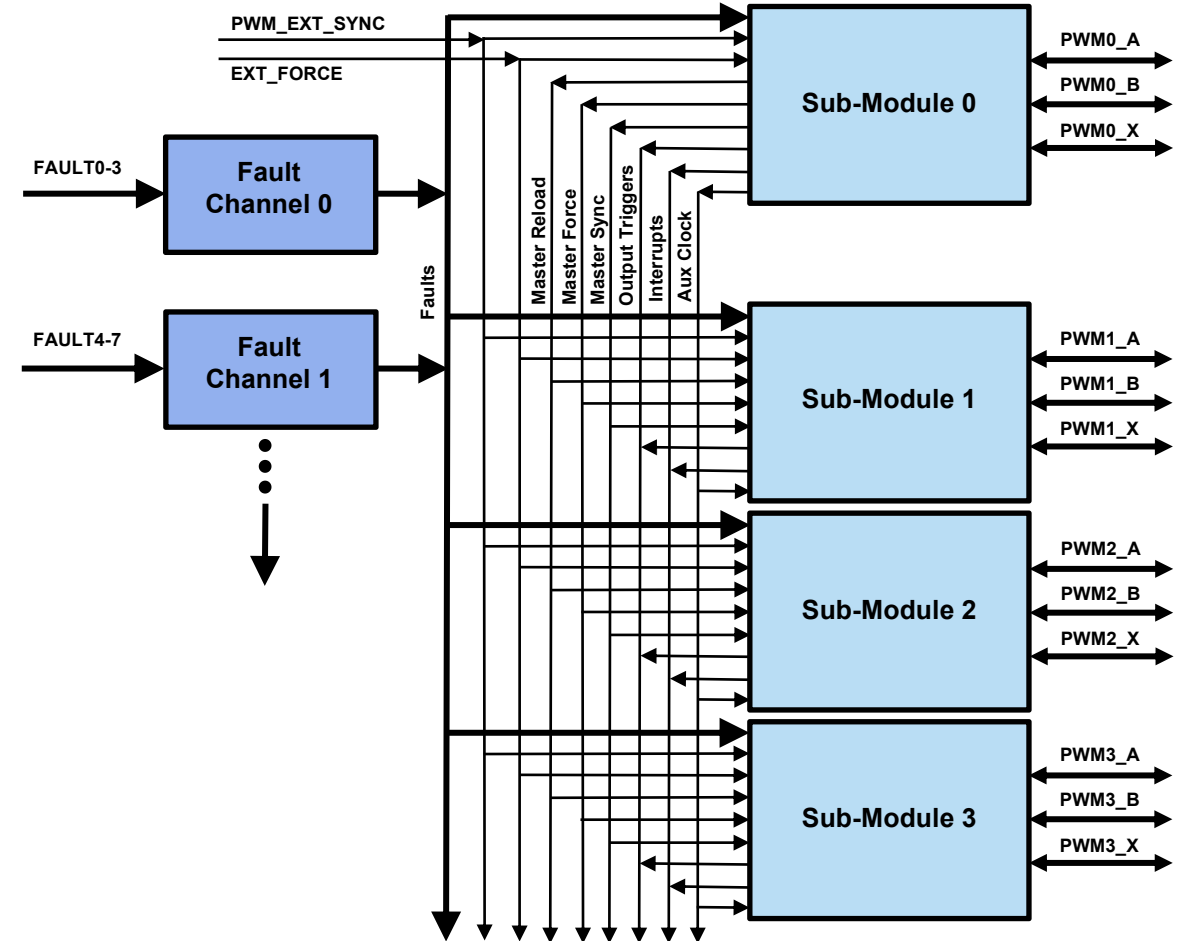 PWM_EXT_SYNC
EXT_FORCE
FAULT0-3
Fault
Channel 0
FAULT4-7
Fault
Channel 1
Faults
Master Reload
Master Force
Master Sync
Output Triggers
Interrupts
Aux Clock
Sub-Module 0
PWM0_A
PWM0_B
PWM0_X
Sub-Module 1
PWM1_A
PWM1_B
PWM1_X
Sub-Module 2
PWM2_A
PWM2_B
PWM2_X
Sub-Module 3
PWM3_A
PWM3_B
PWM3_X